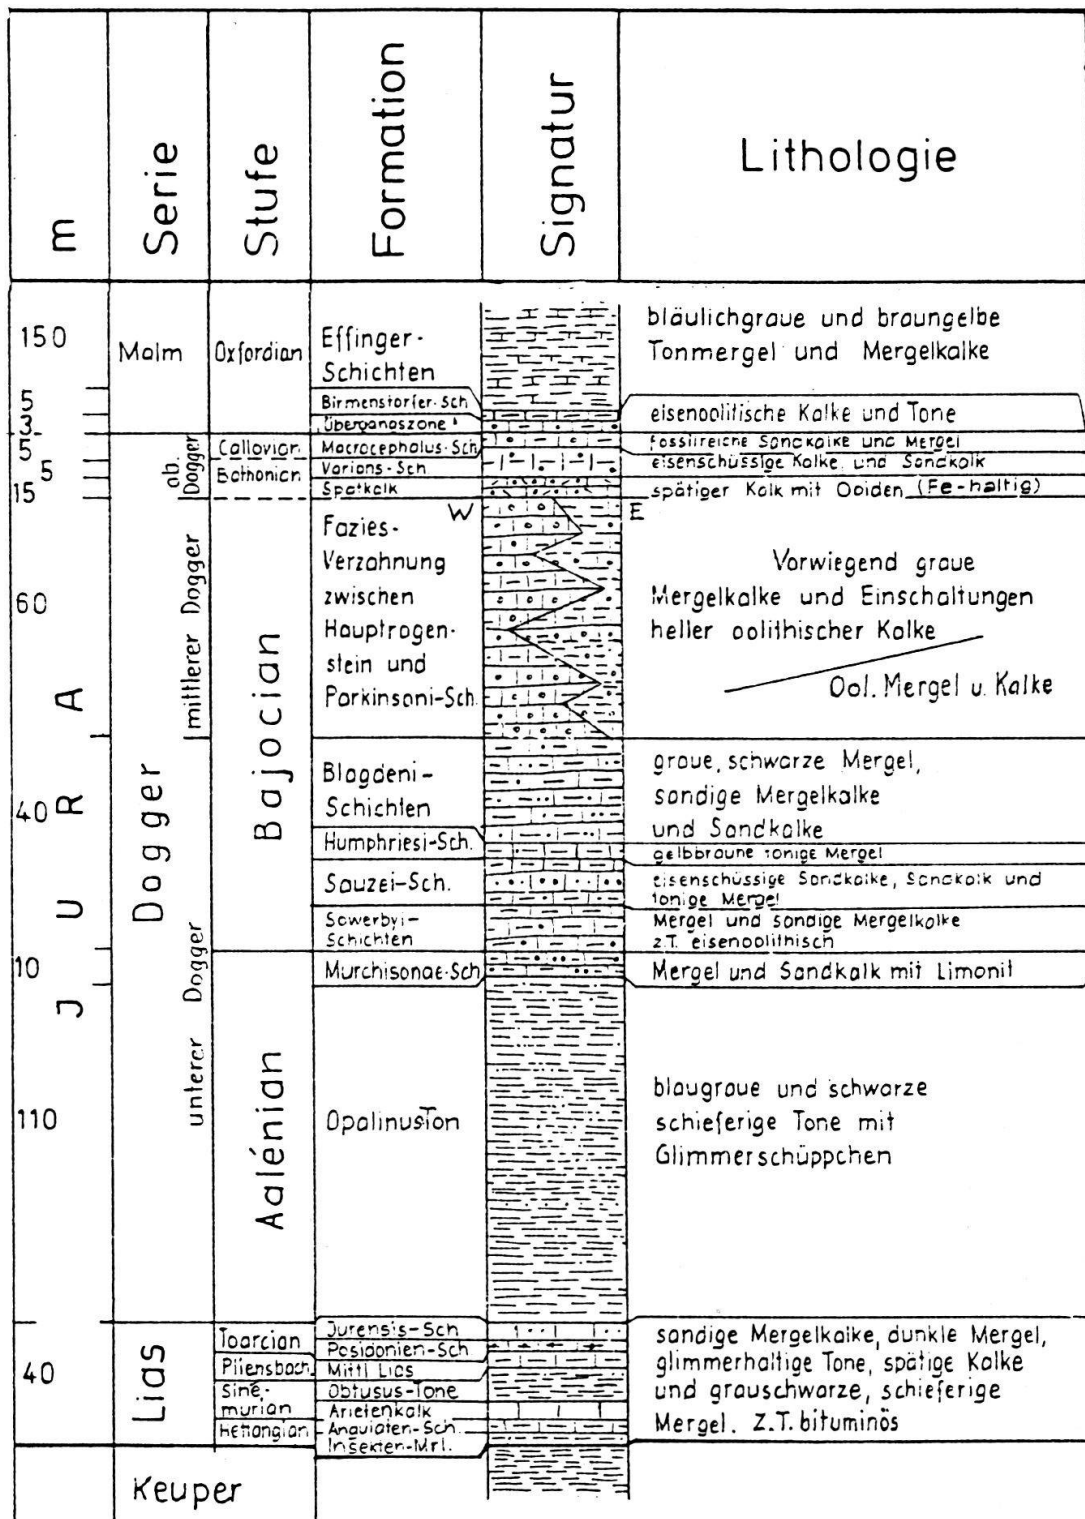 m
Serie
Stufe
Formation
Signatur
Lithologie
JURA
150
Malm
Oxfordian
Effinger-
Schichten
bläulichgraue und braungelbe
Tonmergel und Mergelkalke
5
Birmenstorfer-Sch
3
Übergangszone
eisenoolitische Kalke und Tone
Dogger
5
ob.
Dogger
Callovian
Macrocephalus-Sch
fossilreiche Sandkalke und Mergel
5
Bathonian
Varians-Sch
eisenschüssige Kalke und Sandkalk
15
Spatkalk
spätiger Kalk mit Ooiden (Fe-haltig)
W
E
60
mittlerer Dogger
Bajocian
Fazies-
Verzahnung
zwischen
Hauptrogen-
stein und
Parkinsoni-Sch.
Vorwiegend graue
Mergelkalke und Einschaltungen
heller oolithischer Kalke
Ool. Mergel u. Kalke
40
unterer Dogger
Blagdeni-
Schichten
graue, schwarze Mergel,
sandige Mergelkalke
und Sandkalke
Humphriesi-Sch.
gelbbraune tonige Mergel
Sauzei-Sch.
eisenschüssige Sandkalke, Sandkalk und
tonige Mergel
Sowerbyi-
Schichten
Mergel und sandige Mergelkalke
z.T. eisenoolithisch
10
Aalénian
Murchisonae-Sch
Mergel und Sandkalk mit Limonit
110
Opalinus-Ton
blaugraue und schwarze
schieferige Tone mit
Glimmerschüppchen
40
Lias
Toarcian
Jurensis-Sch
Posidonien-Sch
Pliensbach.
Mittl Lias
Sine-
murian
Obtusus-Tone
Arietenkalk
Hettangian
Angulaten-Sch.
Insekten-Mrl.
sandige Mergelkalke, dunkle Mergel,
glimmerhaltige Tone, spätige Kalke
und grauschwarze, schieferige
Mergel. Z.T. bituminös
Keuper